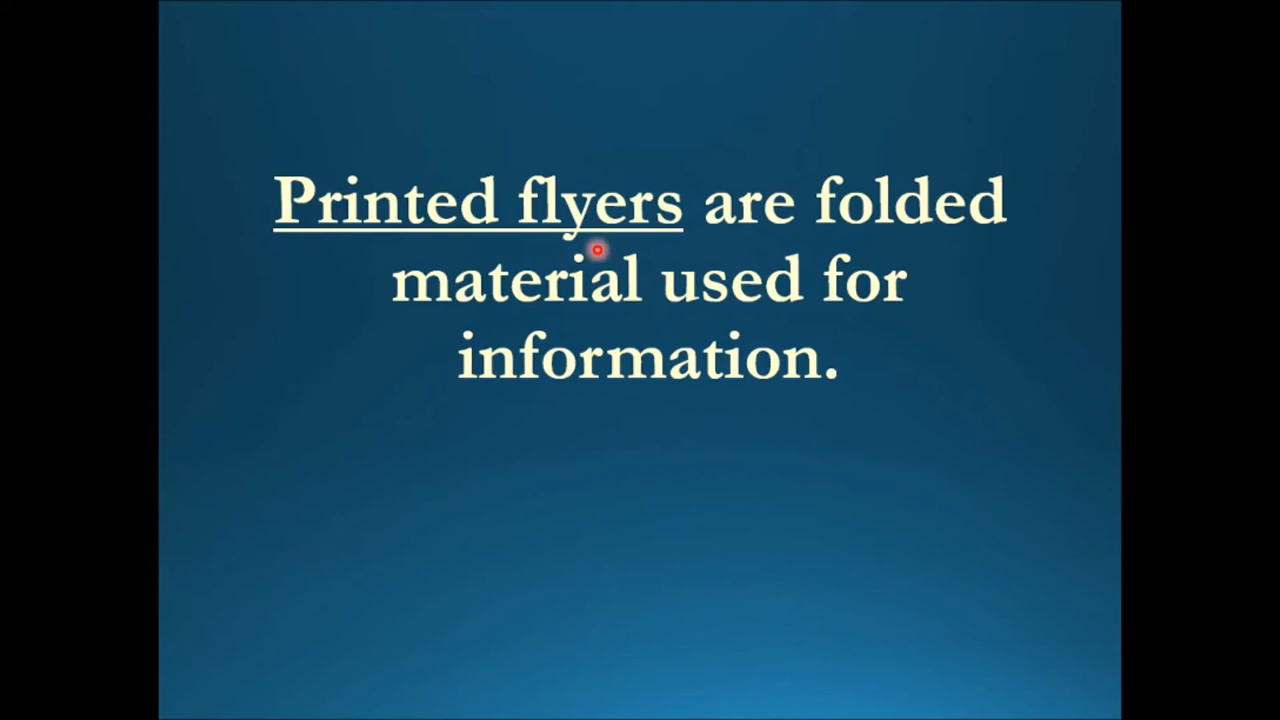 Printed flyers are folded
material used for
information.